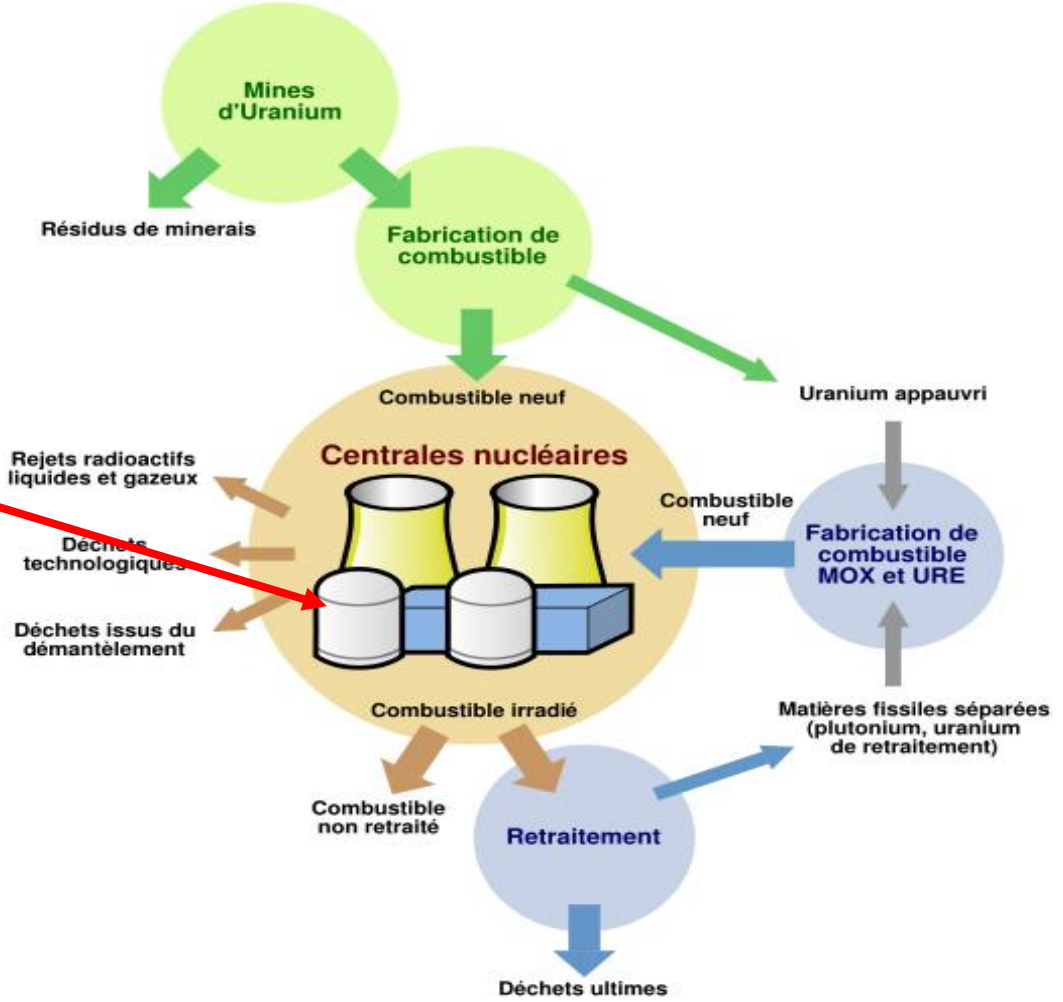 Mines
d'Uranium
Résidus de minerais
Fabrication de
combustible
Combustible neuf
Uranium appauvri
Centrales nucléaires
Rejets radioactifs
liquides et gazeux
Combustible
neuf
Fabrication de
combustible
MOX et URE
Déchets
technologiques
Déchets issus du
démantèlement
Combustible irradié
Matières fissiles séparées
(plutonium, uranium
de retraitement)
Combustible
non retraité
Retraitement
Déchets ultimes